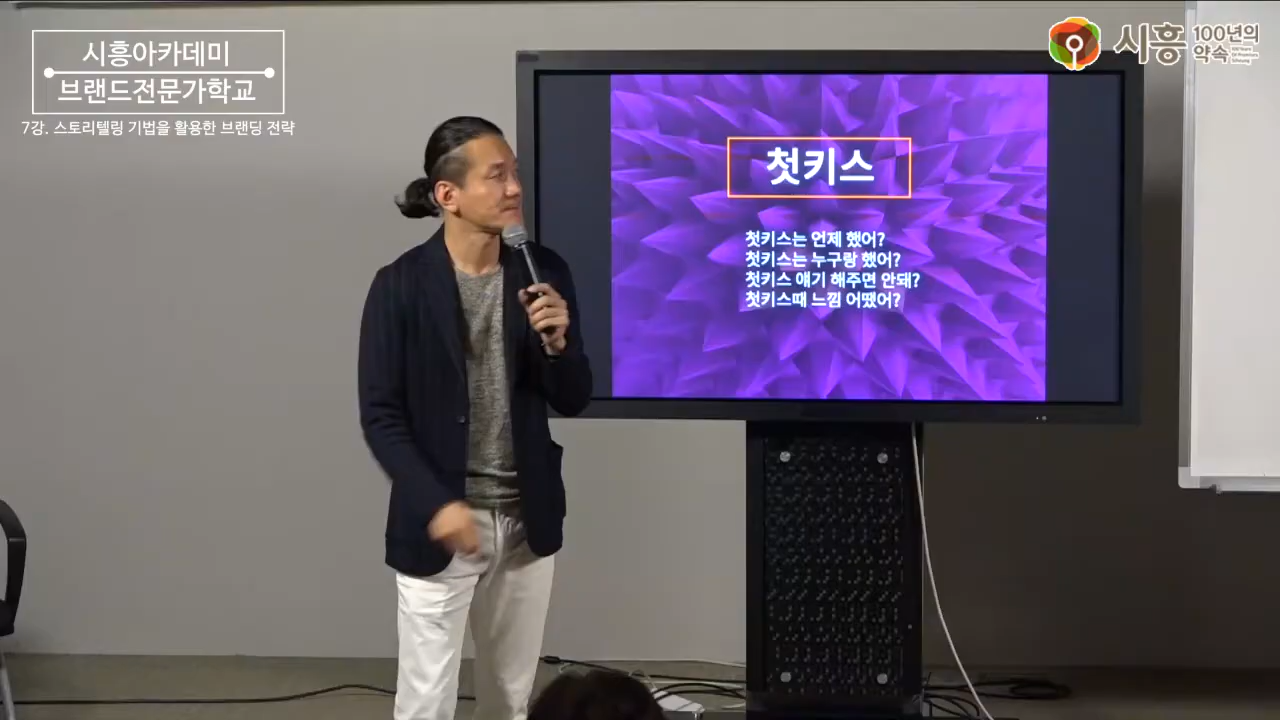 시흥아카데미
브랜드전문가학교
7강. 스토리텔링 기법을 활용한 브랜딩 전략
시흥 100년의
약속
첫키스
첫키스는 언제 했어?
첫키스는 누구랑 했어?
첫키스 얘기 해주면 안돼?
첫키스때 느낌 어땠어?